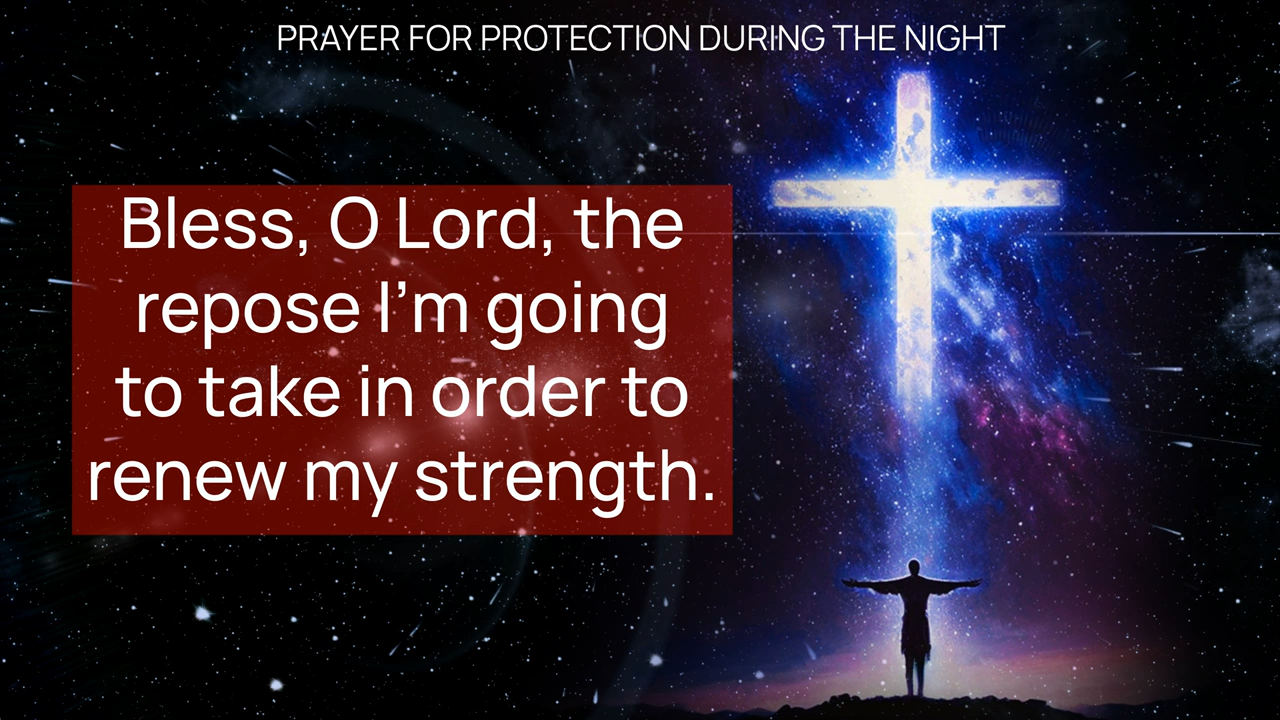 PRAYER FOR PROTECTION DURING THE NIGHT
Bless, O Lord, the
repose I’m going
to take in order to
renew my strength.